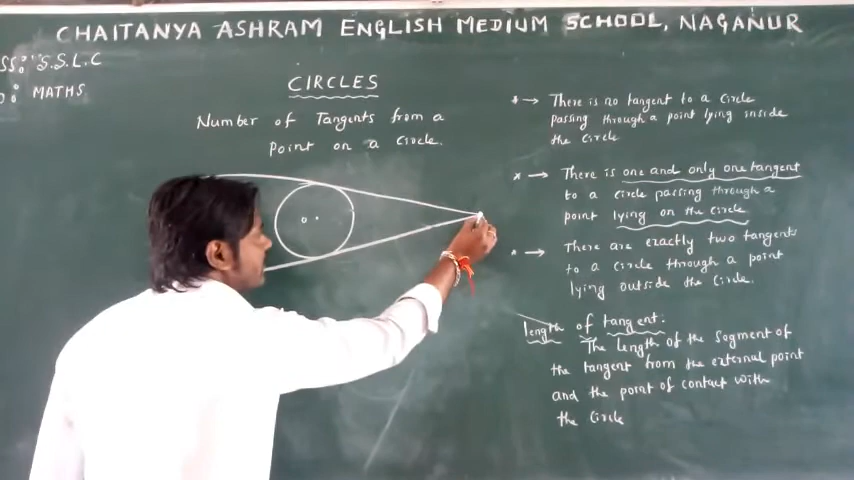 CHAITANYA ASHRAM ENGLISH MEDIUM SCHOOL, NAGANUR
SS: S.S.L.C
MATHS
CIRCLES
Number of Tangents from a
Point on a Circle.
* → There is no tangent to a circle
passing through a point lying inside
the circle
* → There is one and only one tangent
to a circle passing through a
point lying on the circle
* → There are exactly two tangents
to a circle through a point
lying outside the circle.
length of tangent:
The length of the segment of
the tangent from the external point
and the point of contact with
the circle
O